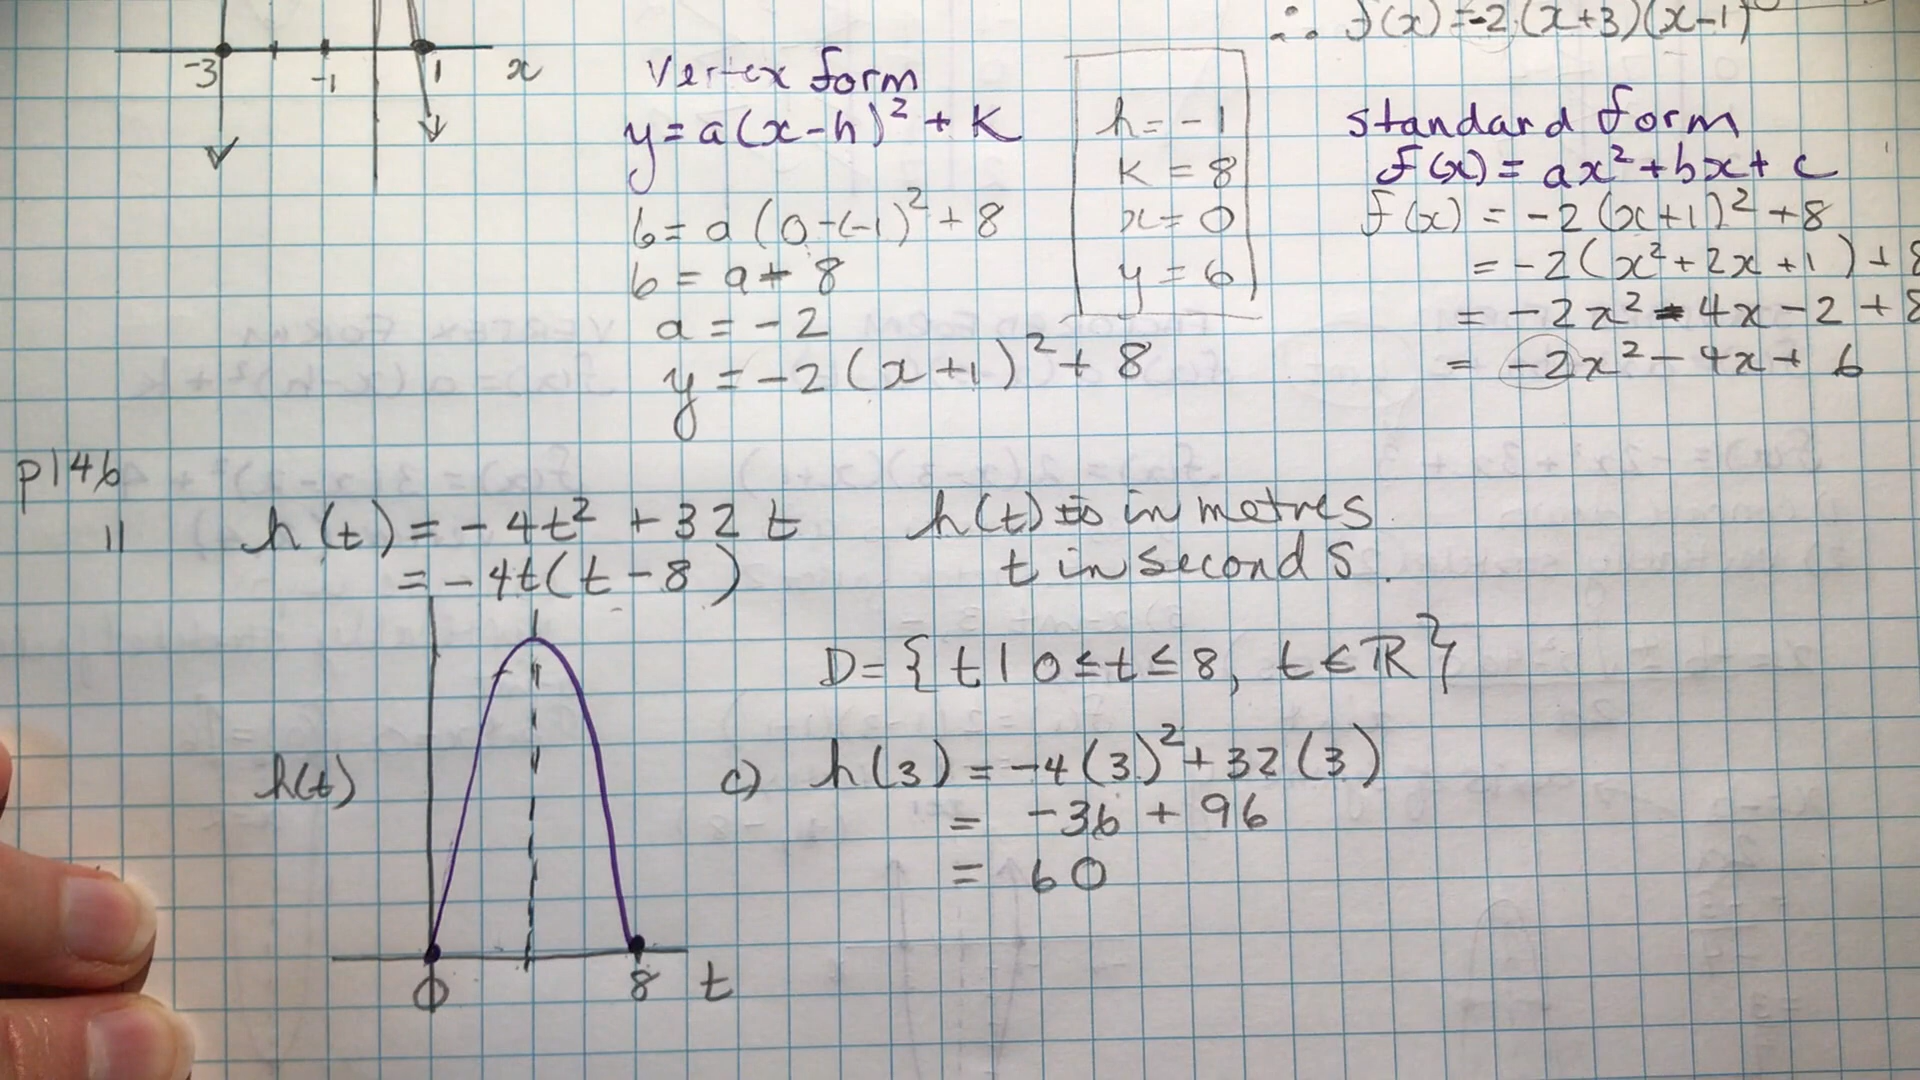 ∴ f(x) = -2(x+3)(x-1)
-3 -1 1 x
Vertex form
y = a(x-h)² + K
6 = a(0-(-1)² + 8
6 = a + 8
a = -2
y = -2(x+1)² + 8
h = -1
K = 8
x = 0
y = 6
standard form
f(x) = ax² + bx + c
f(x) = -2(x+1)² + 8
= -2(x² + 2x + 1) + 8
= -2x² - 4x - 2 + 8
= -2x² - 4x + 6
p146
11
h(t) = -4t² + 32t
= -4t(t-8)
h(t) in metres
t in seconds.
h(t)
0 8 t
D = {t | 0 ≤ t ≤ 8, t ∈ ℝ}
c) h(3) = -4(3)² + 32(3)
= -36 + 96
= 60